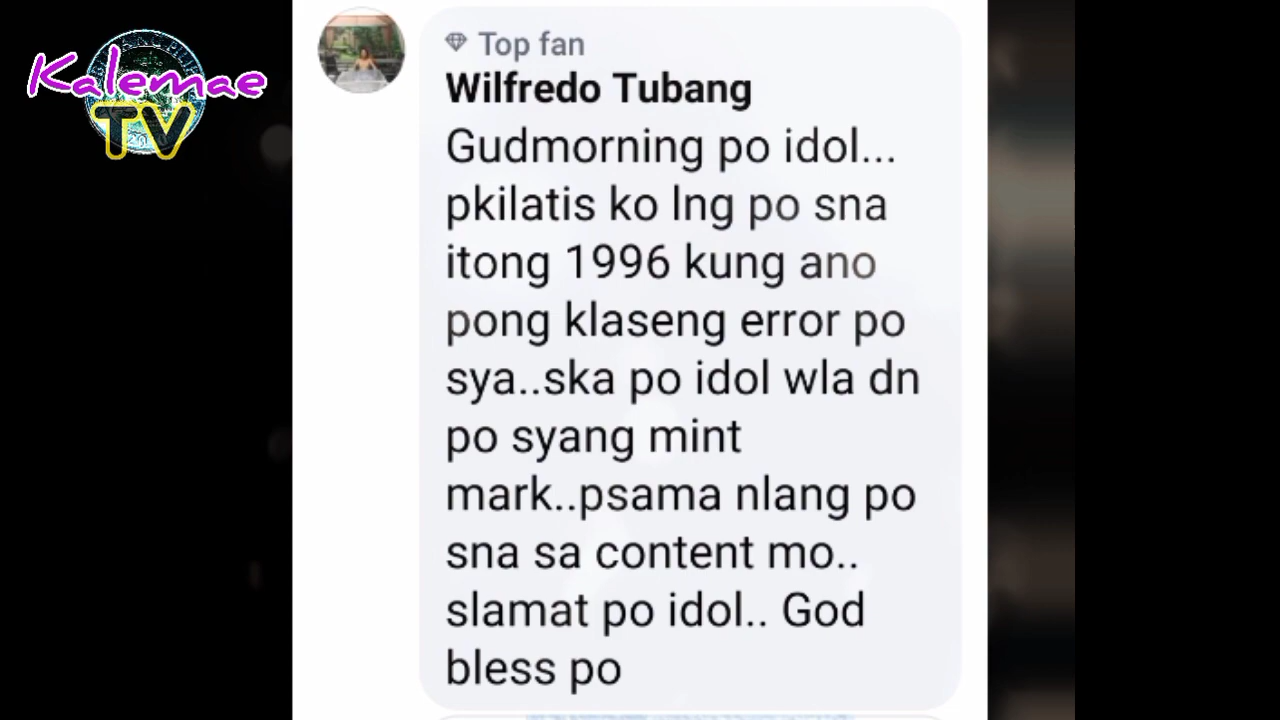 Kalemae
TV
Top fan
Wilfredo Tubang
Gudmorning po idol...
pkilatis ko lng po sna
itong 1996 kung ano
pong klaseng error po
sya..ska po idol wla dn
po syang mint
mark..psama nlang po
sna sa content mo..
slamat po idol.. God
bless po